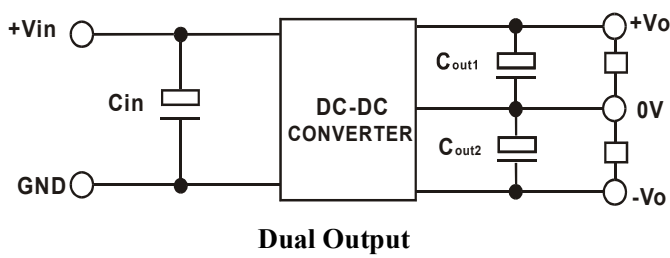 +Vin
Cin
GND
DC-DC
CONVERTER
Cout1
Cout2
+Vo
0V
-Vo
Dual Output